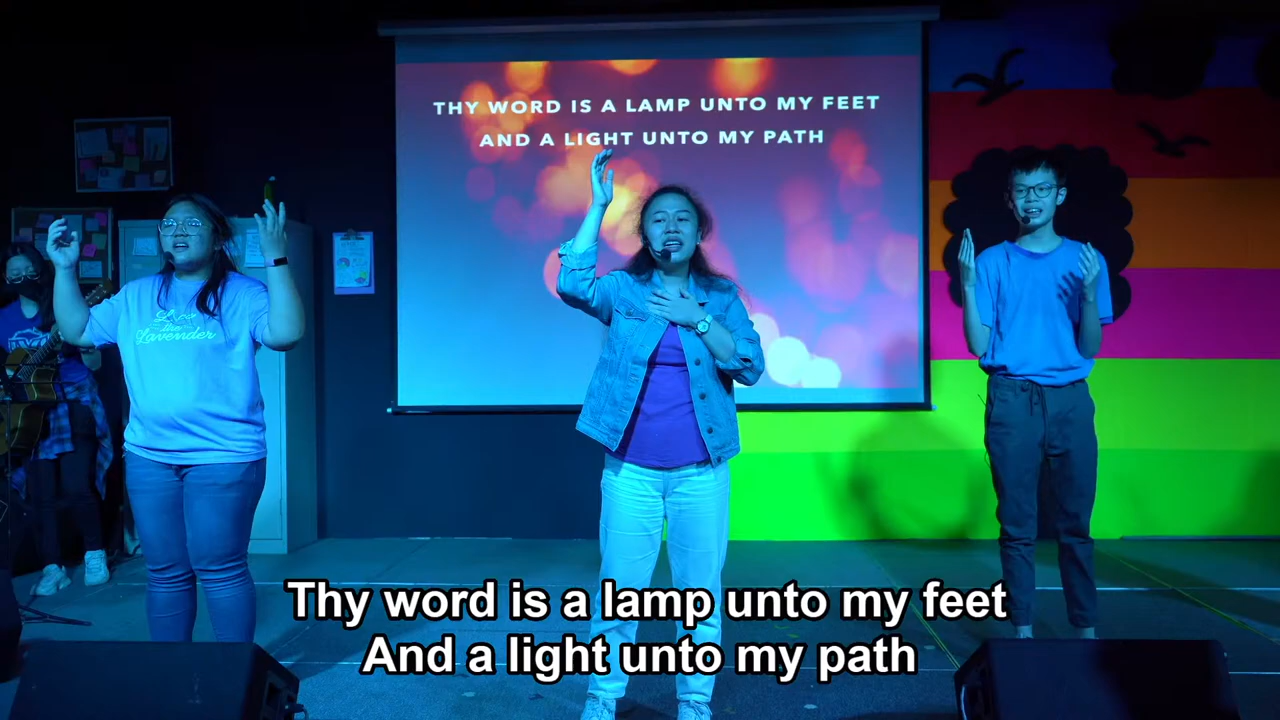 THY WORD IS A LAMP UNTO MY FEET
AND A LIGHT UNTO MY PATH
Lavender
Thy word is a lamp unto my feet
And a light unto my path